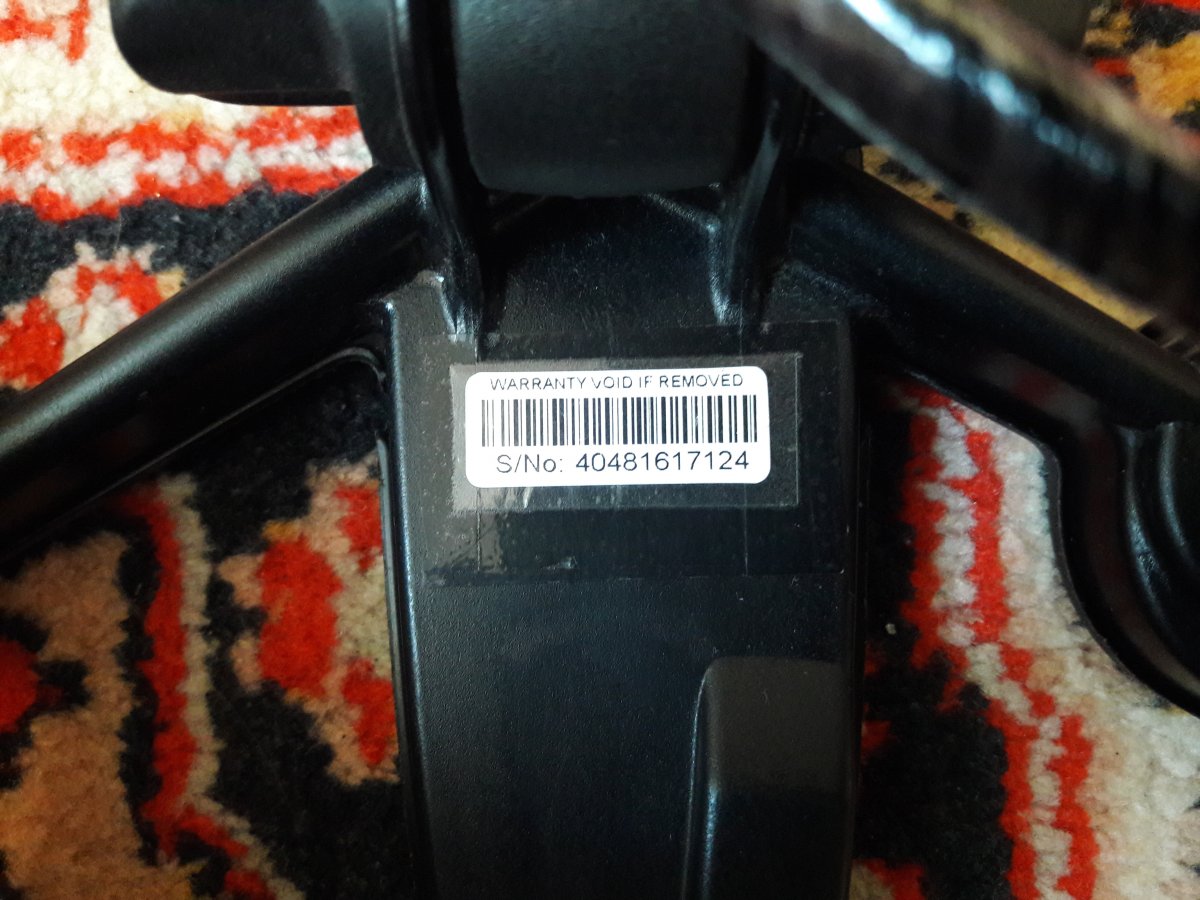 WARRANTY VOID IF REMOVED
S/No: 40481617124